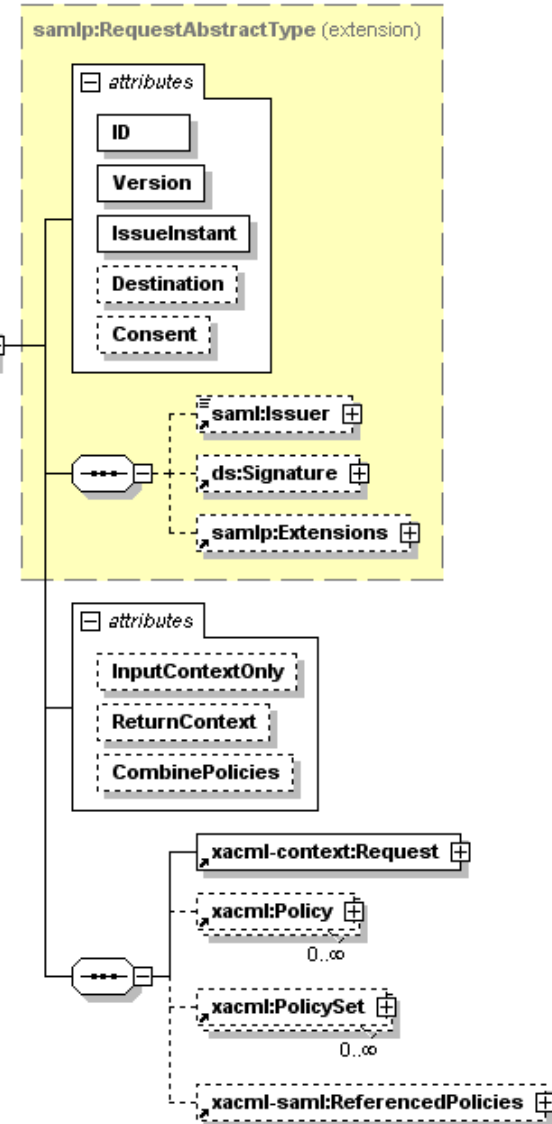 samlp:RequestAbstractType (extension)
attributes
ID
Version
IssueInstant
Destination
Consent
saml:Issuer
ds:Signature
samlp:Extensions
attributes
InputContextOnly
ReturnContext
CombinePolicies
xacml-context:Request
xacml:Policy
0..∞
xacml:PolicySet
0..∞
xacml-saml:ReferencedPolicies